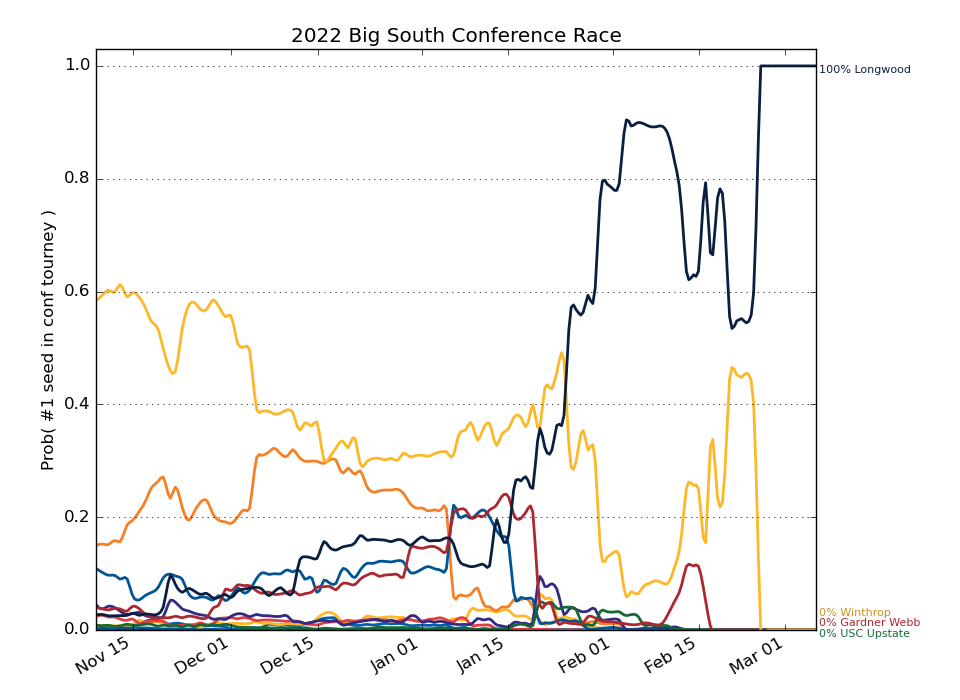 2022 Big South Conference Race
Prob( #1 seed in conf tourney )
1.0
0.8
0.6
0.4
0.2
0.0
Nov 15
Dec 01
Dec 15
Jan 01
Jan 15
Feb 01
Feb 15
Mar 01
100% Longwood
0% Winthrop
0% Gardner Webb
0% USC Upstate